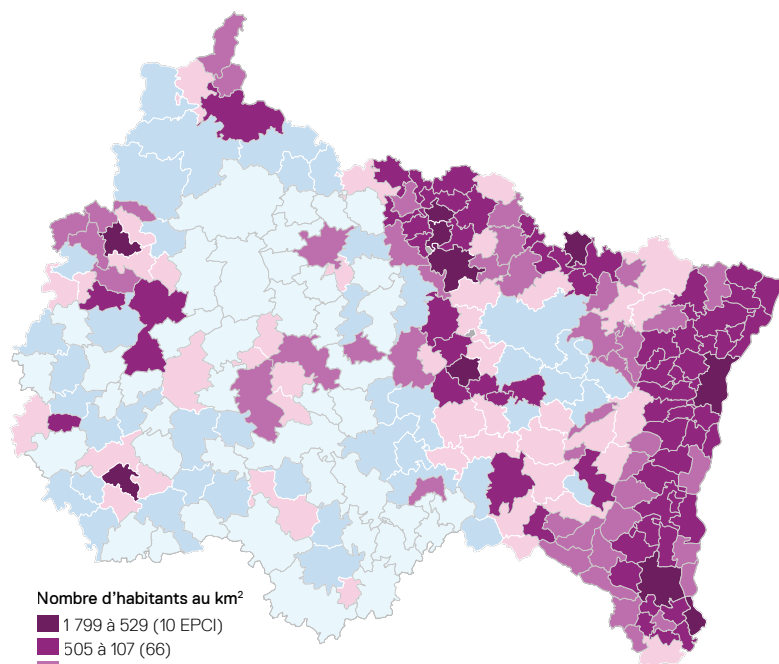 Nombre d’habitants au km²
1 799 à 529 (10 EPCI)
505 à 107 (66)